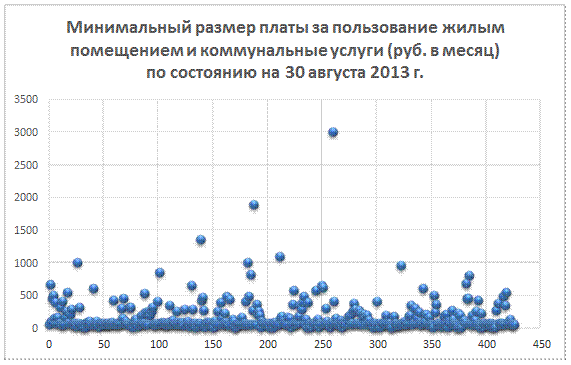 Минимальный размер платы за пользование жилым
помещением и коммунальные услуги (руб. в месяц)
по состоянию на 30 августа 2013 г.
3500
3000
2500
2000
1500
1000
500
0
0 50 100 150 200 250 300 350 400 450